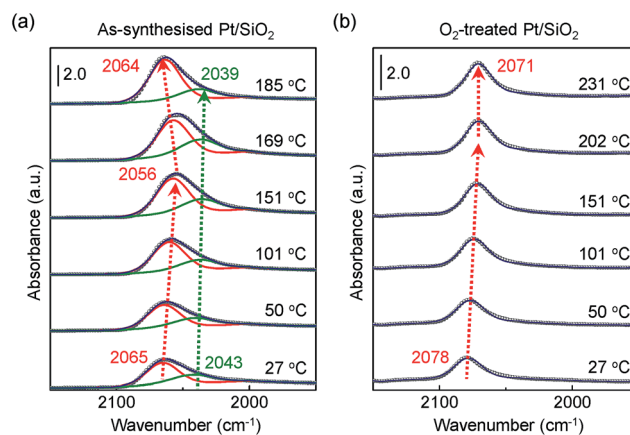 (a)
As-synthesised Pt/SiO₂
2.0
2064
2039
185 °C
169 °C
2056
151 °C
101 °C
50 °C
2065
2043
27 °C
Absorbance (a.u.)
2100
2000
Wavenumber (cm⁻¹)
(b)
O₂-treated Pt/SiO₂
2.0
2071
231 °C
202 °C
151 °C
101 °C
50 °C
2078
27 °C
Absorbance (a.u.)
2100
2000
Wavenumber (cm⁻¹)